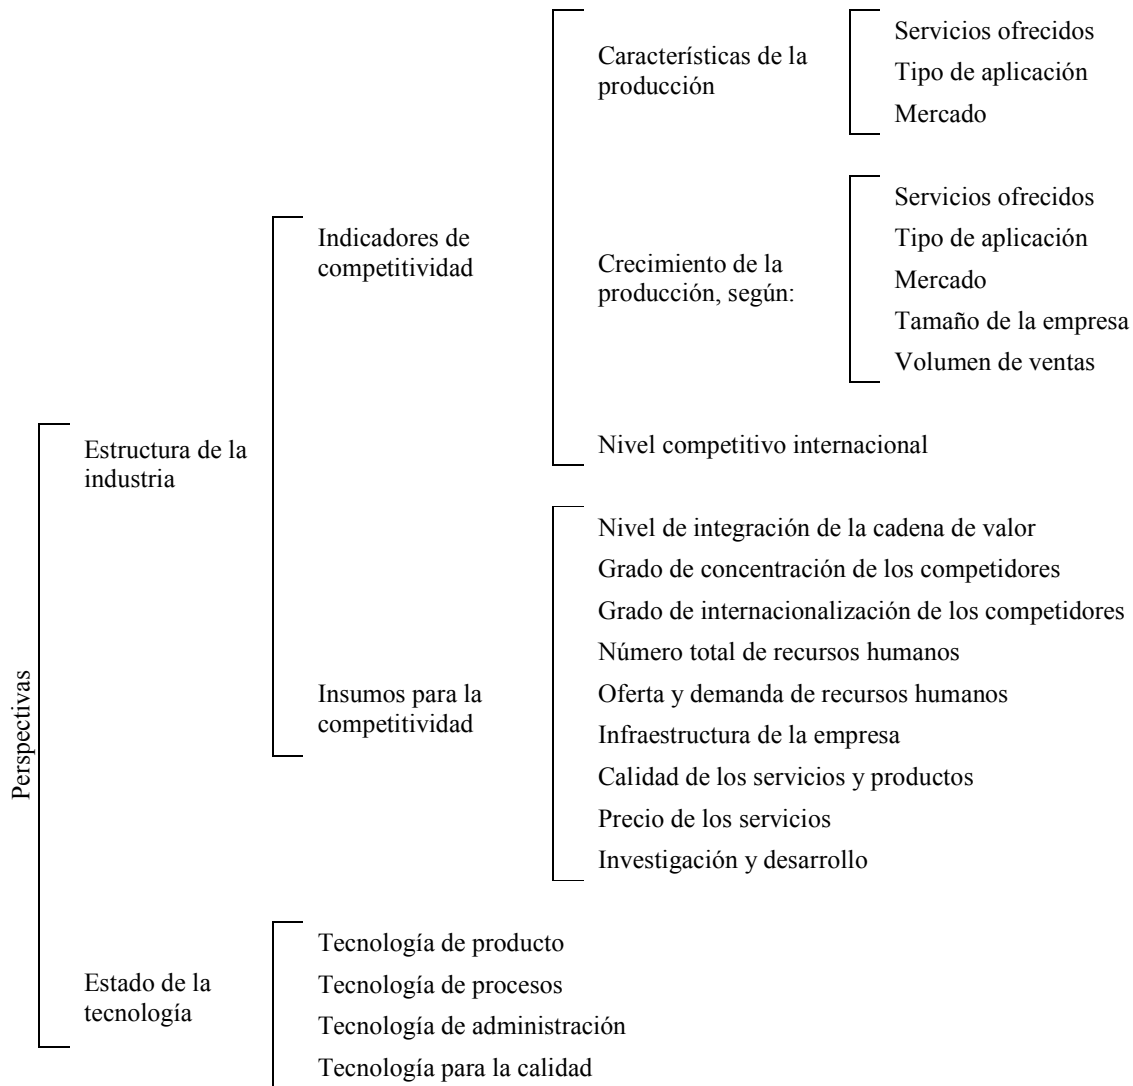 Perspectivas
Estructura de la
industria
Indicadores de
competitividad
Características de la
producción
Servicios ofrecidos
Tipo de aplicación
Mercado
Crecimiento de la
producción, según:
Servicios ofrecidos
Tipo de aplicación
Mercado
Tamaño de la empresa
Volumen de ventas
Nivel competitivo internacional
Insumos para la
competitividad
Nivel de integración de la cadena de valor
Grado de concentración de los competidores
Grado de internacionalización de los competidores
Número total de recursos humanos
Oferta y demanda de recursos humanos
Infraestructura de la empresa
Calidad de los servicios y productos
Precio de los servicios
Investigación y desarrollo
Estado de la
tecnología
Tecnología de producto
Tecnología de procesos
Tecnología de administración
Tecnología para la calidad